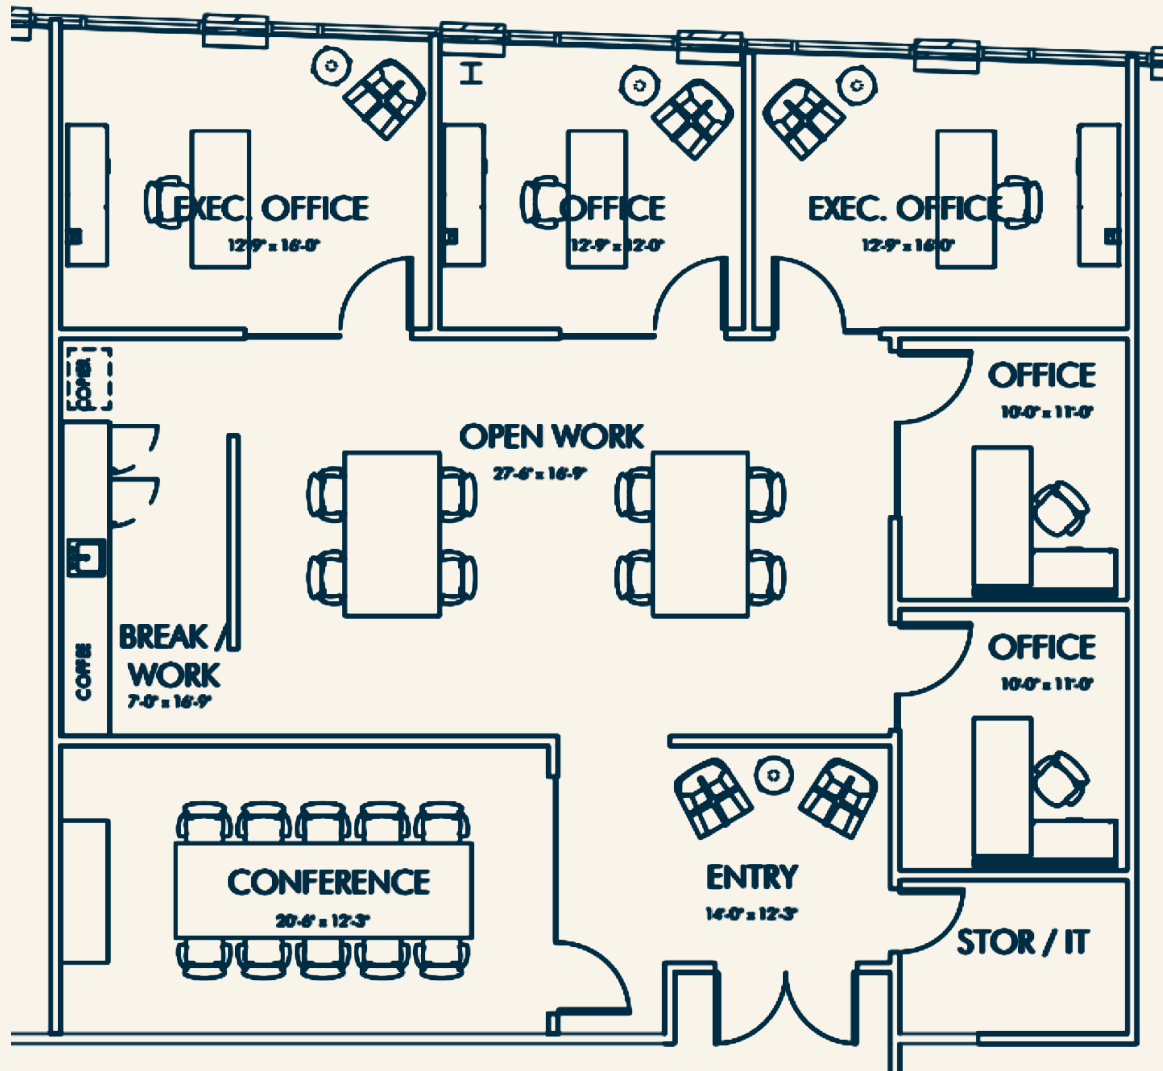 EXEC. OFFICE
12'-9" x 16'-0"
OFFICE
12'-9" x 12'-0"
EXEC. OFFICE
12'-9" x 16'-0"
COPIER
OFFICE
10'-0" x 11'-0"
OPEN WORK
27'-6" x 16'-9"
BREAK /
WORK
7'-0" x 16'-9"
COFFEE
OFFICE
10'-0" x 11'-0"
CONFERENCE
20'-6" x 12'-3"
ENTRY
14'-0" x 12'-3"
STOR / IT